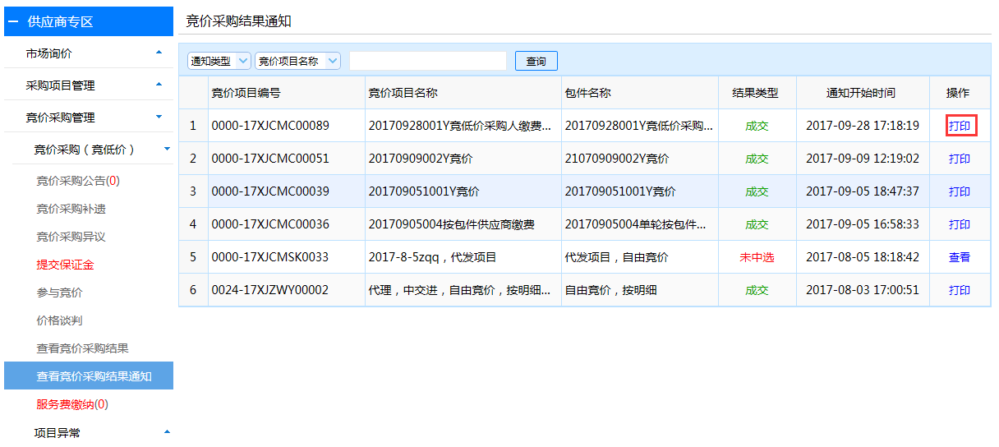 供应商专区
市场询价
采购项目管理
竞价采购管理
竞价采购（竞低价）
竞价采购公告(0)
竞价采购补遗
竞价采购异议
提交保证金
参与竞价
价格谈判
查看竞价采购结果
查看竞价采购结果通知
服务费缴纳(0)
项目异常
竞价采购结果通知
通知类型 竞价项目名称 查询
竞价项目编号 竞价项目名称 包件名称 结果类型 通知开始时间 操作
1 0000-17XJCMC00089 20170928001Y竞低价采购人缴费... 20170928001Y竞低价采购... 成交 2017-09-28 17:18:19 打印
2 0000-17XJCMC00051 20170909002Y竞价 21070909002Y竞价 成交 2017-09-09 12:19:02 打印
3 0000-17XJCMC00039 201709051001Y竞价 201709051001Y竞价 成交 2017-09-05 18:47:37 打印
4 0000-17XJCMC00036 20170905004按包件供应商缴费 20170905004单轮按包件... 成交 2017-09-05 16:58:33 打印
5 0000-17XJCMSK0033 2017-8-5zqq，代发项目 代发项目，自由竞价 未中选 2017-08-05 18:18:42 查看
6 0024-17XJZWY00002 代理，中交进，自由竞价，按明细... 自由竞价，按明细 成交 2017-08-03 17:00:51 打印